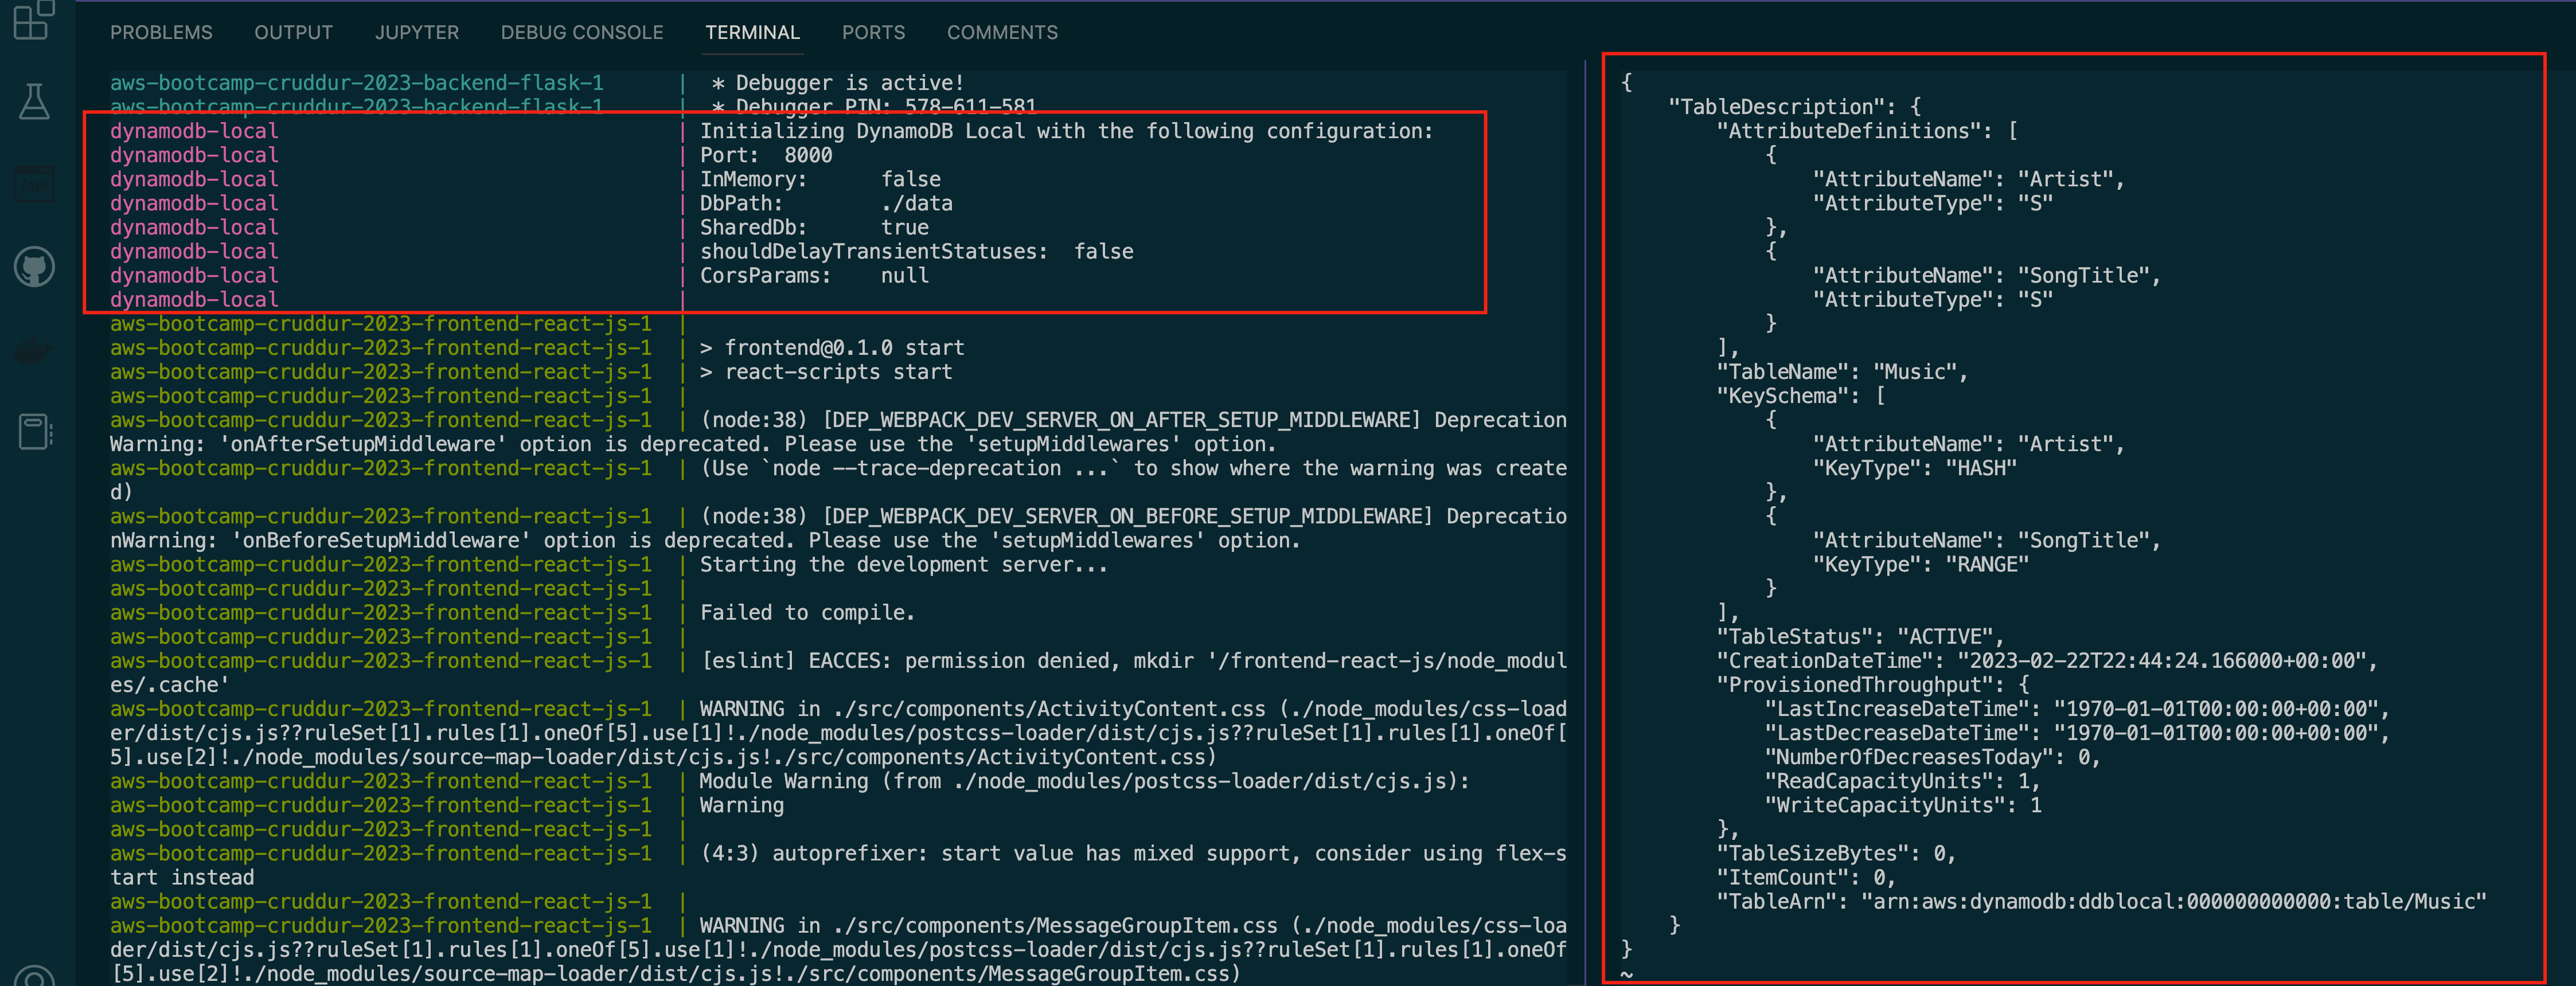 PROBLEMS OUTPUT JUPYTER DEBUG CONSOLE TERMINAL PORTS COMMENTS
aws-bootcamp-cruddur-2023-backend-flask-1 | * Debugger is active!
aws-bootcamp-cruddur-2023-backend-flask-1 | * Debugger PIN: 578-611-581
dynamodb-local | Initializing DynamoDB Local with the following configuration:
dynamodb-local | Port: 8000
dynamodb-local | InMemory: false
dynamodb-local | DbPath: ./data
dynamodb-local | SharedDb: true
dynamodb-local | shouldDelayTransientStatuses: false
dynamodb-local | CorsParams: null
dynamodb-local |
aws-bootcamp-cruddur-2023-frontend-react-js-1 |
aws-bootcamp-cruddur-2023-frontend-react-js-1 | > frontend@0.1.0 start
aws-bootcamp-cruddur-2023-frontend-react-js-1 | > react-scripts start
aws-bootcamp-cruddur-2023-frontend-react-js-1 |
aws-bootcamp-cruddur-2023-frontend-react-js-1 | (node:38) [DEP_WEBPACK_DEV_SERVER_ON_AFTER_SETUP_MIDDLEWARE] Deprecation
Warning: 'onAfterSetupMiddleware' option is deprecated. Please use the 'setupMiddlewares' option.
aws-bootcamp-cruddur-2023-frontend-react-js-1 | (Use `node --trace-deprecation ...` to show where the warning was create
d)
aws-bootcamp-cruddur-2023-frontend-react-js-1 | (node:38) [DEP_WEBPACK_DEV_SERVER_ON_BEFORE_SETUP_MIDDLEWARE] Deprecatio
nWarning: 'onBeforeSetupMiddleware' option is deprecated. Please use the 'setupMiddlewares' option.
aws-bootcamp-cruddur-2023-frontend-react-js-1 | Starting the development server...
aws-bootcamp-cruddur-2023-frontend-react-js-1 |
aws-bootcamp-cruddur-2023-frontend-react-js-1 | Failed to compile.
aws-bootcamp-cruddur-2023-frontend-react-js-1 |
aws-bootcamp-cruddur-2023-frontend-react-js-1 | [eslint] EACCES: permission denied, mkdir '/frontend-react-js/node_modul
es/.cache'
aws-bootcamp-cruddur-2023-frontend-react-js-1 | WARNING in ./src/components/ActivityContent.css (./node_modules/css-load
er/dist/cjs.js??ruleSet[1].rules[1].oneOf[5].use[1]!./node_modules/postcss-loader/dist/cjs.js??ruleSet[1].rules[1].oneOf[
5].use[2]!./node_modules/source-map-loader/dist/cjs.js!./src/components/ActivityContent.css)
aws-bootcamp-cruddur-2023-frontend-react-js-1 | Module Warning (from ./node_modules/postcss-loader/dist/cjs.js):
aws-bootcamp-cruddur-2023-frontend-react-js-1 | Warning
aws-bootcamp-cruddur-2023-frontend-react-js-1 |
aws-bootcamp-cruddur-2023-frontend-react-js-1 | (4:3) autoprefixer: start value has mixed support, consider using flex-s
tart instead
aws-bootcamp-cruddur-2023-frontend-react-js-1 |
aws-bootcamp-cruddur-2023-frontend-react-js-1 | WARNING in ./src/components/MessageGroupItem.css (./node_modules/css-loa
der/dist/cjs.js??ruleSet[1].rules[1].oneOf[5].use[1]!./node_modules/postcss-loader/dist/cjs.js??ruleSet[1].rules[1].oneOf
[5].use[2]!./node_modules/source-map-loader/dist/cjs.js!./src/components/MessageGroupItem.css)
{
"TableDescription": {
"AttributeDefinitions": [
{
"AttributeName": "Artist",
"AttributeType": "S"
},
{
"AttributeName": "SongTitle",
"AttributeType": "S"
}
],
"TableName": "Music",
"KeySchema": [
{
"AttributeName": "Artist",
"KeyType": "HASH"
},
{
"AttributeName": "SongTitle",
"KeyType": "RANGE"
}
],
"TableStatus": "ACTIVE",
"CreationDateTime": "2023-02-22T22:44:24.166000+00:00",
"ProvisionedThroughput": {
"LastIncreaseDateTime": "1970-01-01T00:00:00+00:00",
"LastDecreaseDateTime": "1970-01-01T00:00:00+00:00",
"NumberOfDecreasesToday": 0,
"ReadCapacityUnits": 1,
"WriteCapacityUnits": 1
},
"TableSizeBytes": 0,
"ItemCount": 0,
"TableArn": "arn:aws:dynamodb:ddblocal:000000000000:table/Music"
}
}
~